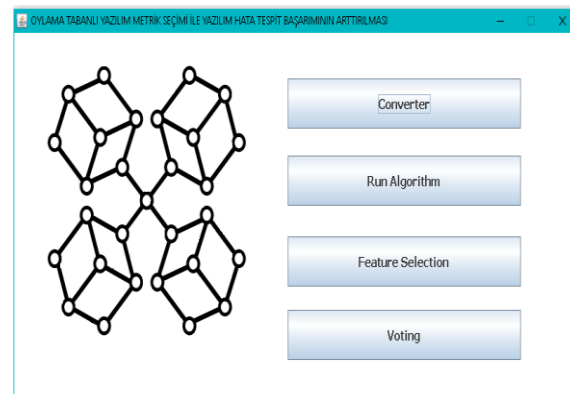 OYLAMA TABANLI YAZILIM METRİK SEÇİMİ İLE YAZILIM HATA TESPİT BAŞARIMININ ARTTIRILMASI
Converter
Run Algorithm
Feature Selection
Voting